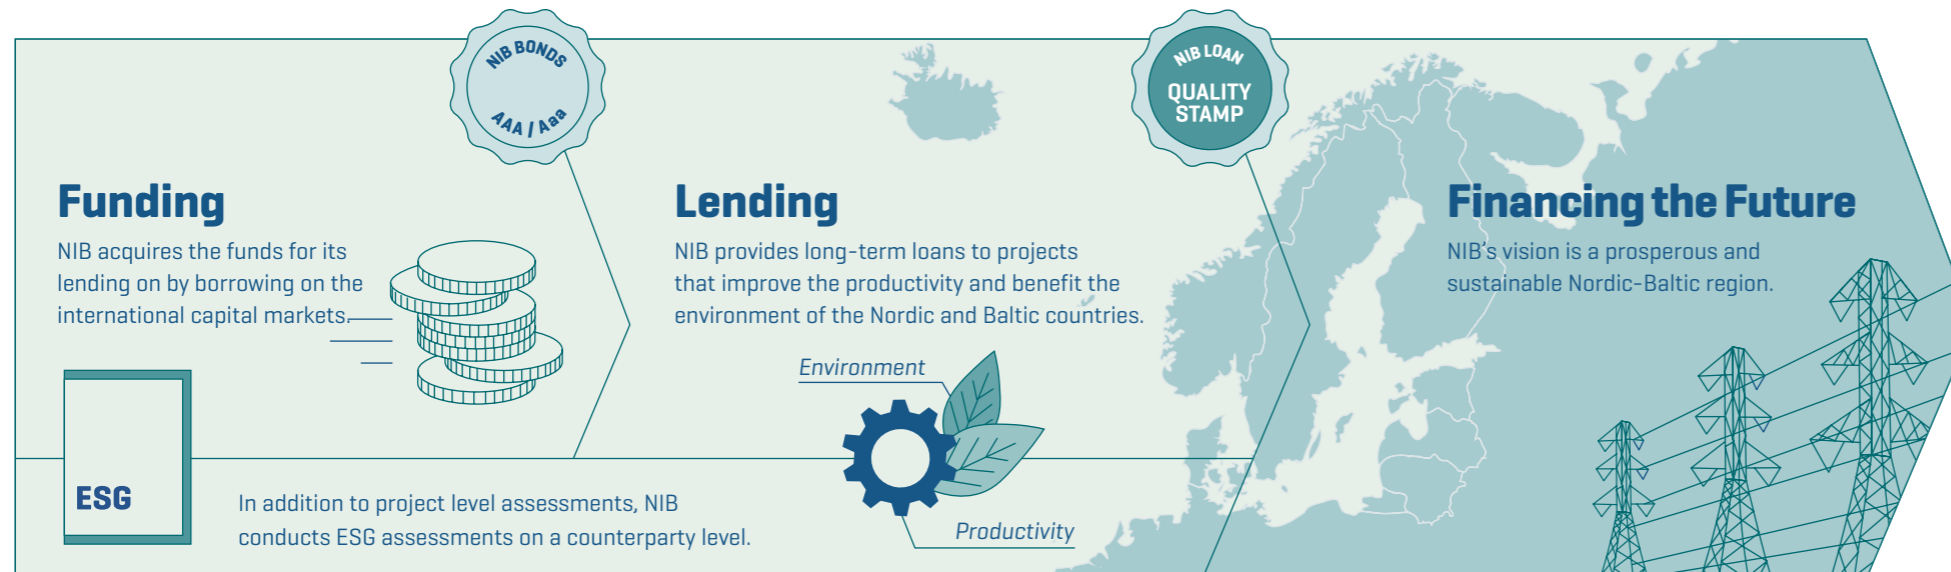 NIB BONDS
AAA / Aaa
NIB LOAN
QUALITY
STAMP
Funding
NIB acquires the funds for its
lending on by borrowing on the
international capital markets.
Lending
NIB provides long-term loans to projects
that improve the productivity and benefit the
environment of the Nordic and Baltic countries.
Financing the Future
NIB's vision is a prosperous and
sustainable Nordic-Baltic region.
Environment
Productivity
ESG
In addition to project level assessments, NIB
conducts ESG assessments on a counterparty level.